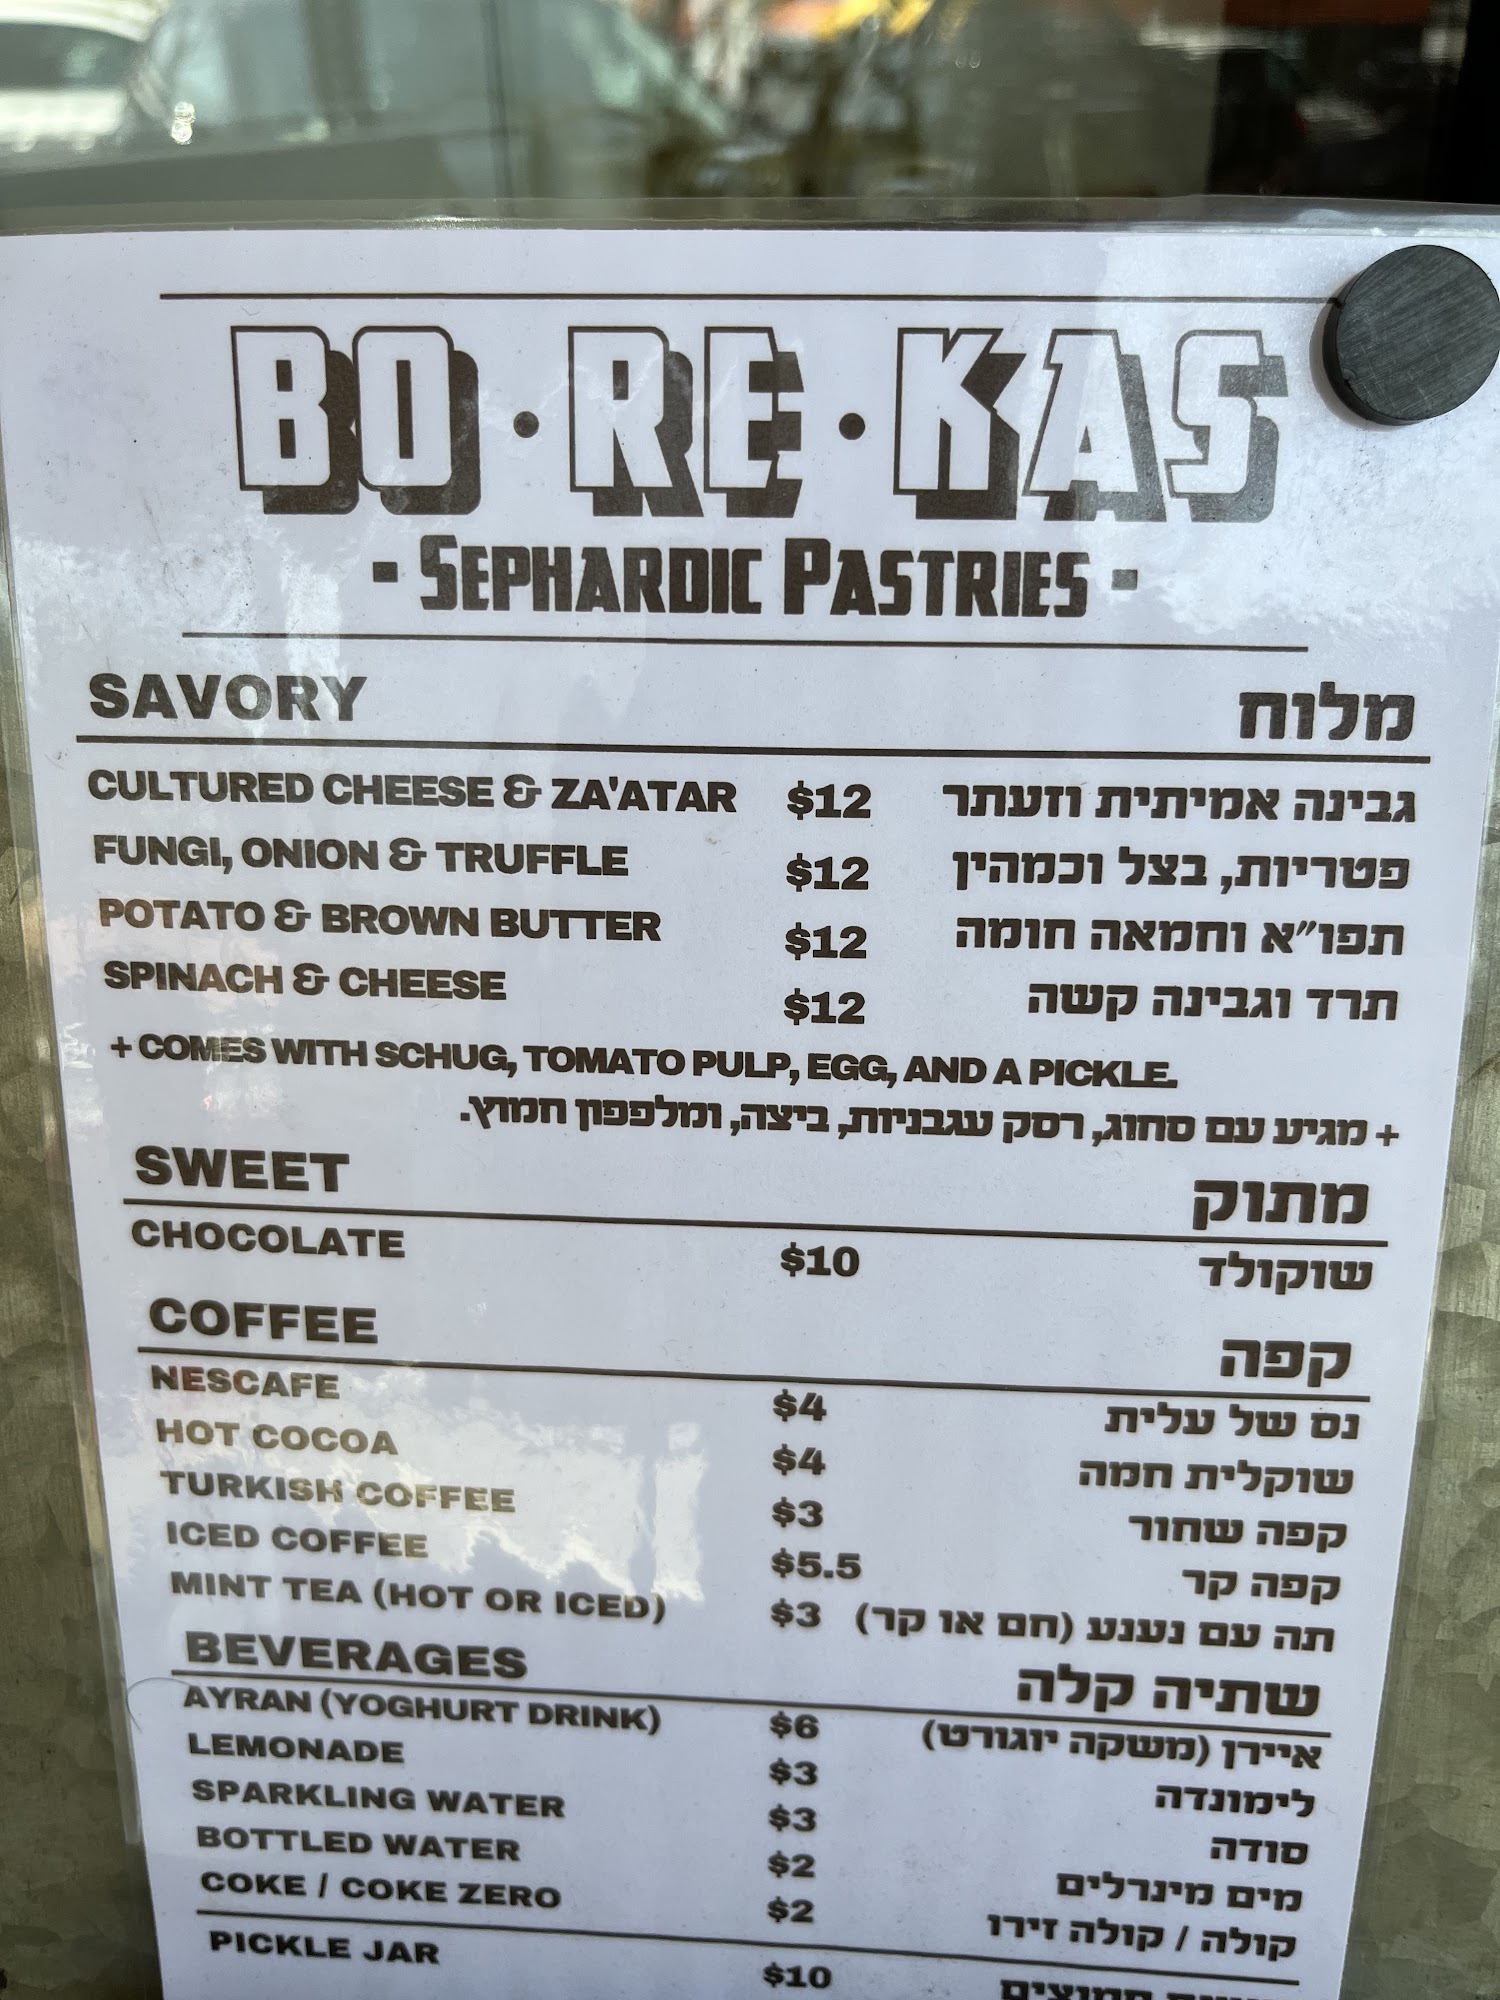 BO·RE·KAS
- SEPHARDIC PASTRIES -
SAVORY מלוח
CULTURED CHEESE & ZA'ATAR $12 גבינה אמיתית וזעתר
FUNGI, ONION & TRUFFLE $12 פטריות, בצל וכמהין
POTATO & BROWN BUTTER $12 תפו״א וחמאה חומה
SPINACH & CHEESE $12 תרד וגבינה קשה
+ COMES WITH SCHUG, TOMATO PULP, EGG, AND A PICKLE.
+ מגיע עם סחוג, רסק עגבניות, ביצה, ומלפפון חמוץ.
SWEET מתוק
CHOCOLATE $10 שוקולד
COFFEE קפה
NESCAFE $4 נס של עלית
HOT COCOA $4 שוקלית חמה
TURKISH COFFEE $3 קפה שחור
ICED COFFEE $5.5 קפה קר
MINT TEA (HOT OR ICED) $3 תה עם נענע (חם או קר)
BEVERAGES שתיה קלה
AYRAN (YOGHURT DRINK) $6 איירן (משקה יוגורט)
LEMONADE $3 לימונדה
SPARKLING WATER $3 סודה
BOTTLED WATER $2 מים מינרלים
COKE / COKE ZERO $2 קולה / קולה זירו
PICKLE JAR $10 חמוצים